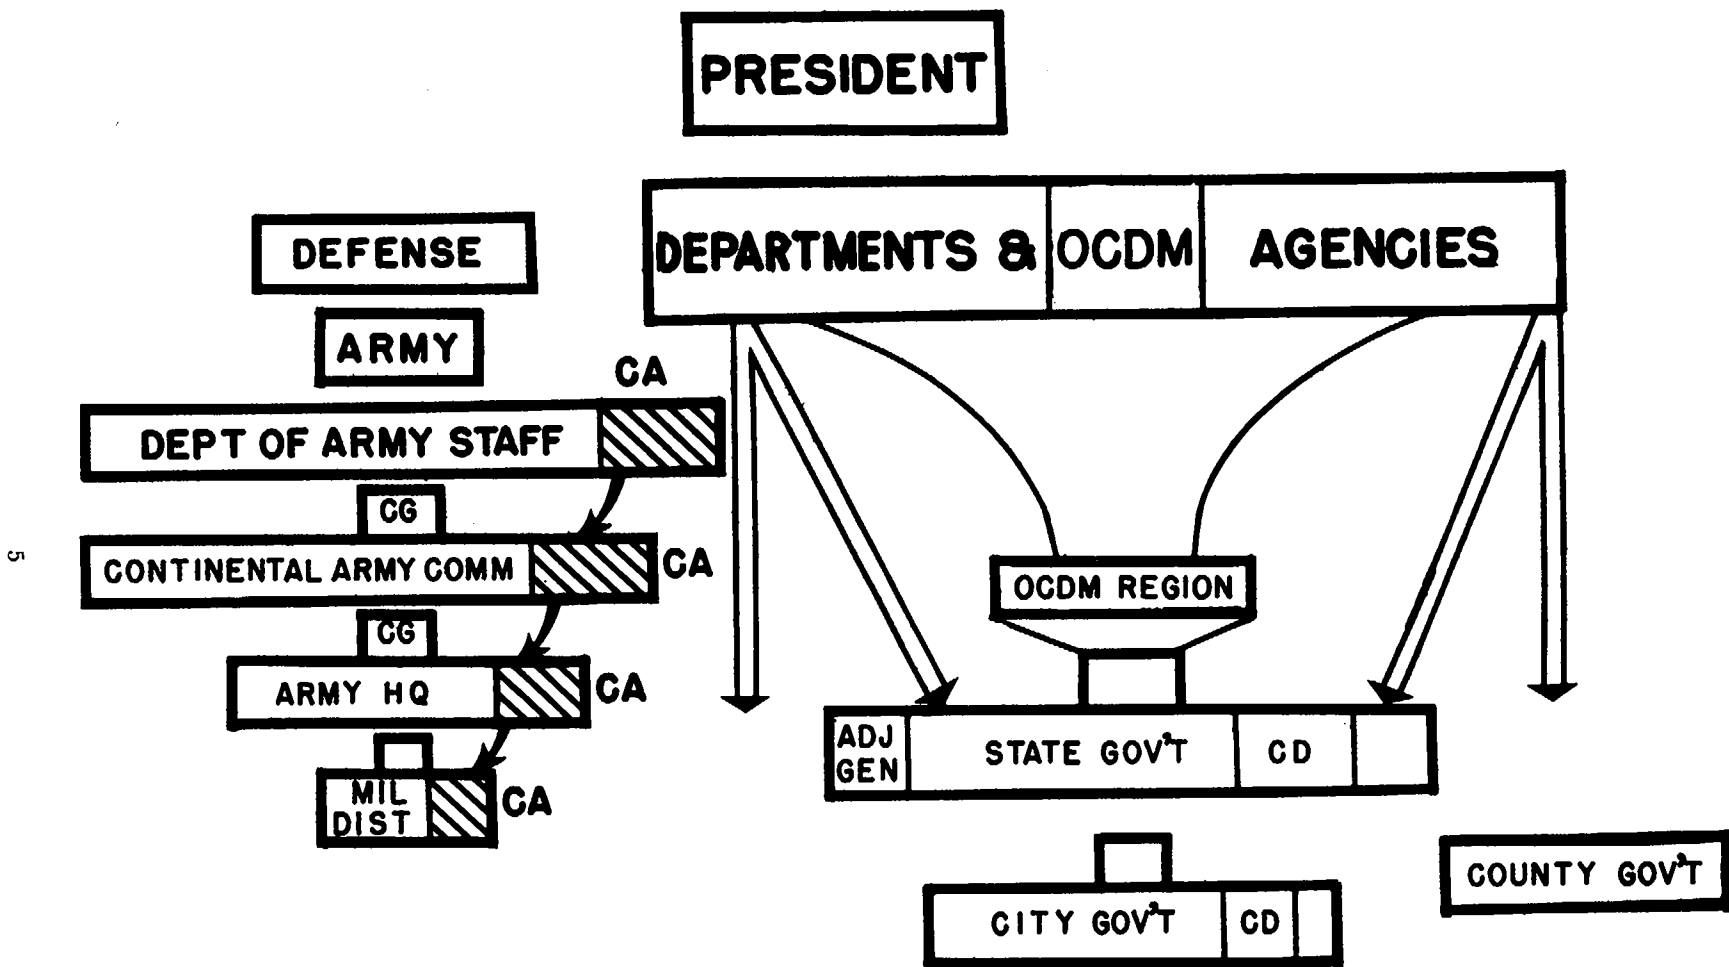 PRESIDENT
DEPARTMENTS & OCDM AGENCIES
DEFENSE
ARMY
CA
DEPT OF ARMY STAFF
CG
CONTINENTAL ARMY COMM
CA
CG
ARMY HQ
CA
MIL
DIST
CA
OCDM REGION
ADJ
GEN
STATE GOV'T
CD
CITY GOV'T
CD
COUNTY GOV'T
5